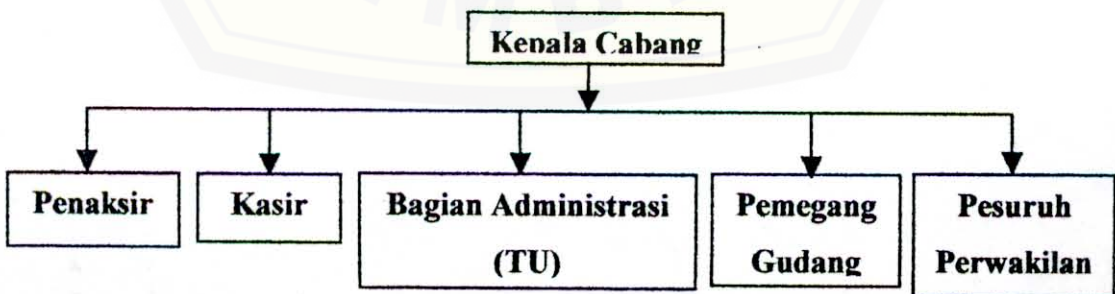 Kepala Cabang
Penaksir
Kasir
Bagian Administrasi
(TU)
Pemegang
Gudang
Pesuruh
Perwakilan